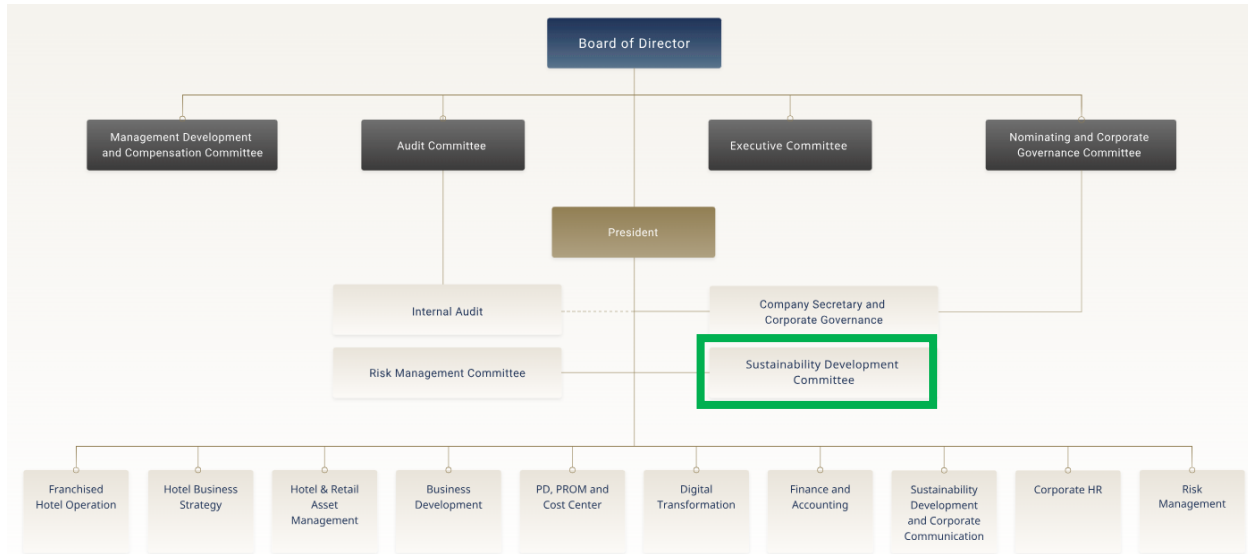 Board of Director
Management Development
and Compensation Committee
Audit Committee
Executive Committee
Nominating and Corporate
Governance Committee
President
Internal Audit
Company Secretary and
Corporate Governance
Risk Management Committee
Sustainability Development
Committee
Franchised
Hotel Operation
Hotel Business
Strategy
Hotel & Retail
Asset
Management
Business
Development
PD, PROM and
Cost Center
Digital
Transformation
Finance and
Accounting
Sustainability
Development
and Corporate
Communication
Corporate HR
Risk
Management